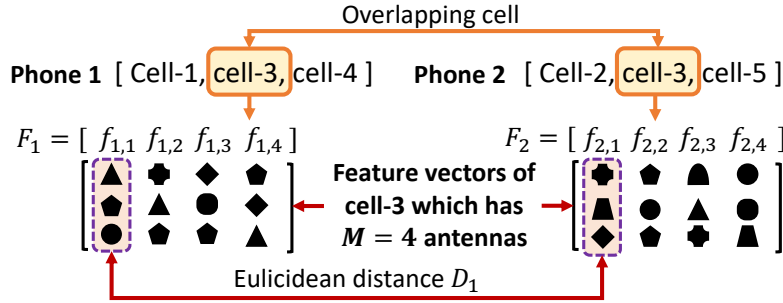 Overlapping cell
Phone 1 [ Cell-1, cell-3, cell-4 ] Phone 2 [ Cell-2, cell-3, cell-5 ]
F₁ = [ f₁,₁ f₁,₂ f₁,₃ f₁,₄ ] F₂ = [ f₂,₁ f₂,₂ f₂,₃ f₂,₄ ]
Feature vectors of
cell-3 which has
M = 4 antennas
Eulicidean distance D₁